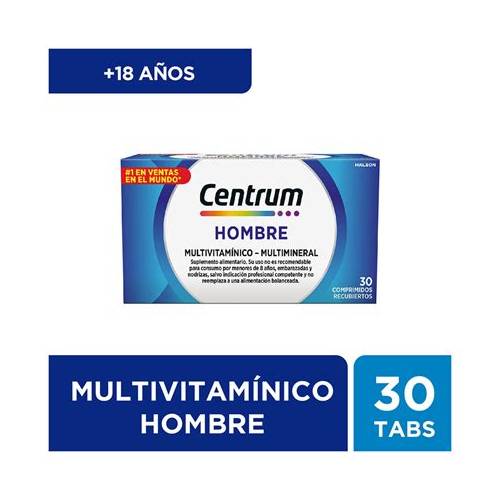 +18 AÑOS
HALEON
#1 EN VENTAS
EN EL MUNDO*
Centrum
HOMBRE
MULTIVITAMÍNICO – MULTIMINERAL
Suplemento alimentario. Su uso no es recomendable
para consumo por menores de 8 años, embarazadas y
nodrizas, salvo indicación profesional competente y no
reemplaza a una alimentación balanceada.
30
COMPRIMIDOS
RECUBIERTOS
MULTIVITAMÍNICO
HOMBRE
30
TABS